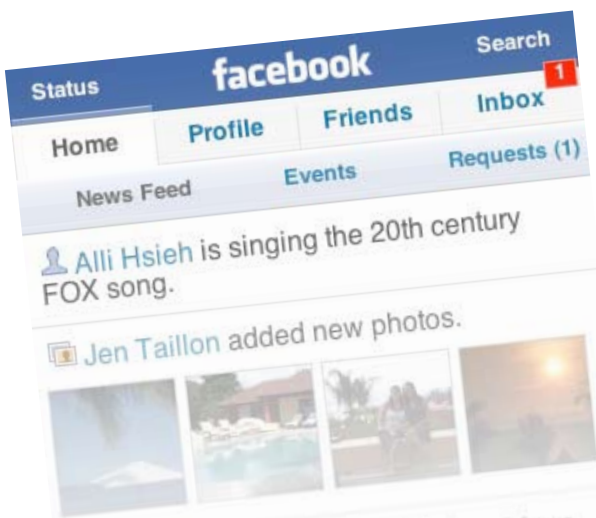 Status facebook Search
1
Home Profile Friends Inbox
News Feed Events Requests (1)
Alli Hsieh is singing the 20th century
FOX song.
Jen Taillon added new photos.